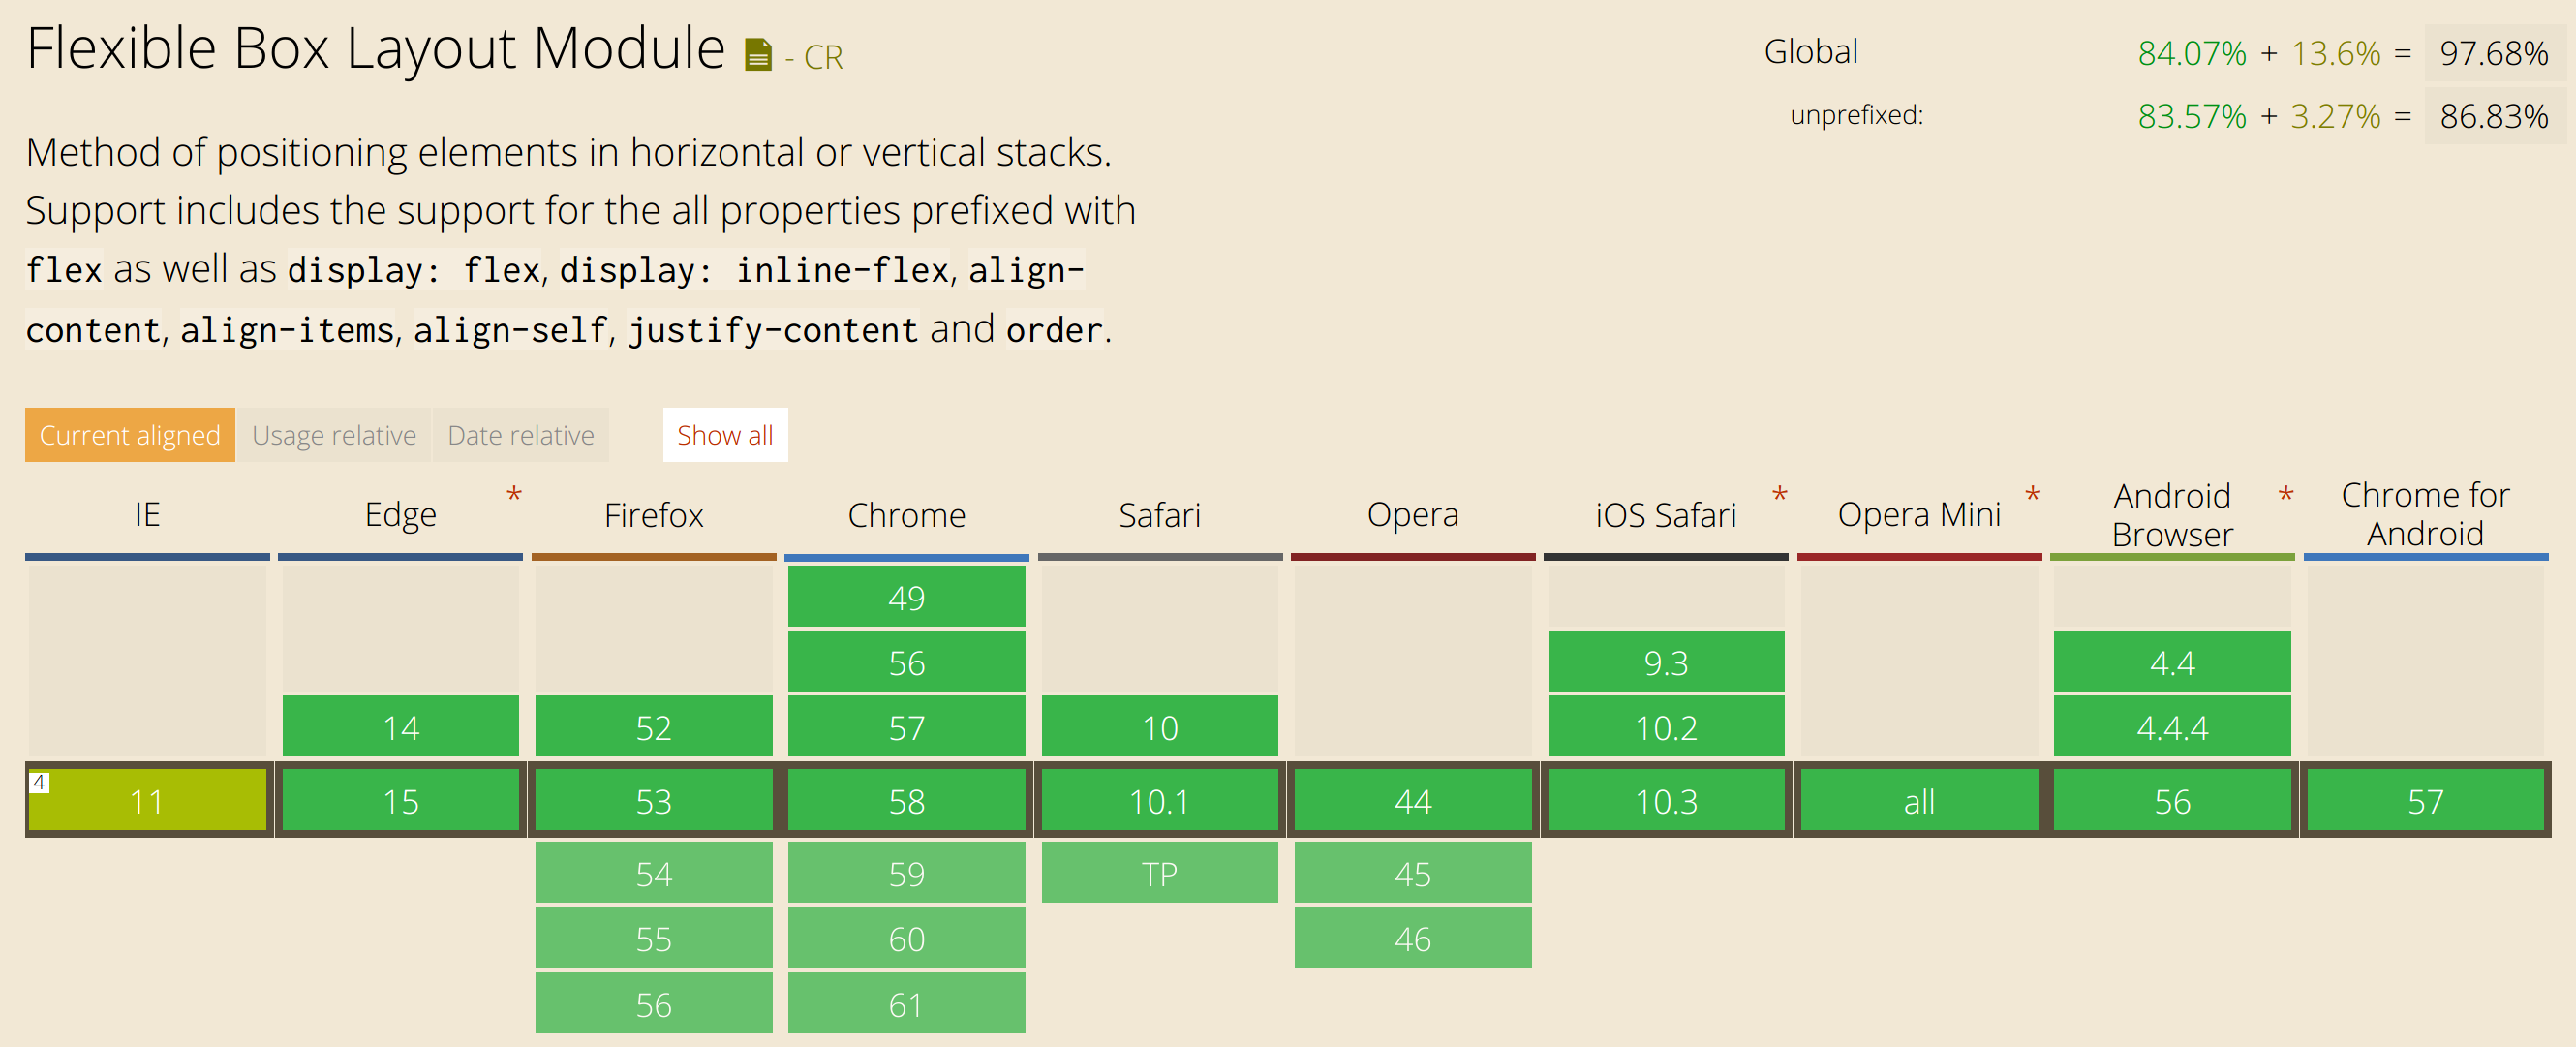 Flexible Box Layout Module - CR
Global 84.07% + 13.6% = 97.68%
unprefixed: 83.57% + 3.27% = 86.83%
Method of positioning elements in horizontal or vertical stacks.
Support includes the support for the all properties prefixed with
flex as well as display: flex, display: inline-flex, align-
content, align-items, align-self, justify-content and order.
Current aligned Usage relative Date relative Show all
IE Edge * Firefox Chrome Safari Opera iOS Safari * Opera Mini * Android Browser * Chrome for Android
49
56 9.3 4.4
14 52 57 10 10.2 4.4.4
4 11 15 53 58 10.1 44 10.3 all 56 57
54 59 TP 45
55 60 46
56 61